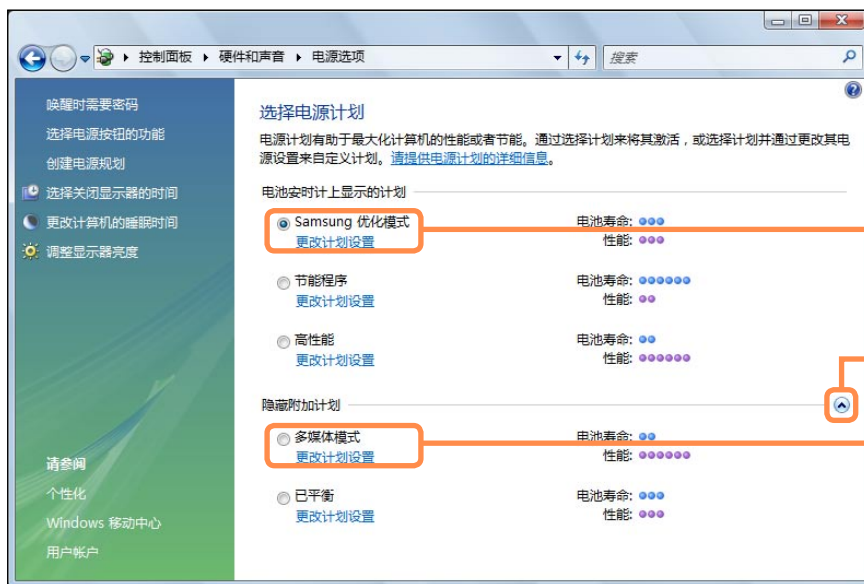 控制面板 硬件和声音 电源选项 搜索
唤醒时需要密码
选择电源按钮的功能
创建电源规划
选择关闭显示器的时间
更改计算机的睡眠时间
调整显示器亮度
请参阅
个性化
Windows 移动中心
用户帐户
选择电源计划
电源计划有助于最大化计算机的性能或者节能。通过选择计划来将其激活，或选择计划并通过更改其电
源设置来自定义计划。请提供电源计划的详细信息。
电池安时计上显示的计划
Samsung 优化模式 电池寿命:
更改计划设置 性能:
节能程序 电池寿命:
更改计划设置 性能:
高性能 电池寿命:
更改计划设置 性能:
隐藏附加计划
多媒体模式 电池寿命:
更改计划设置 性能:
已平衡 电池寿命:
更改计划设置 性能: